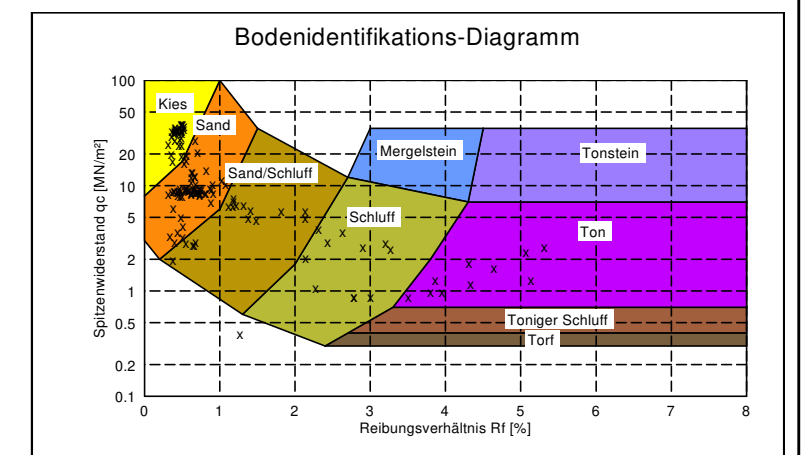 Bodenidentifikations-Diagramm
Spitzenwiderstand qc [MN/m²]
100
50
20
10
5
2
1
0.5
0.2
0.1
Kies
Sand
Sand/Schluff
Mergelstein
Tonstein
Schluff
Ton
Toniger Schluff
Torf
0 1 2 3 4 5 6 7 8
Reibungsverhältnis Rf [%]